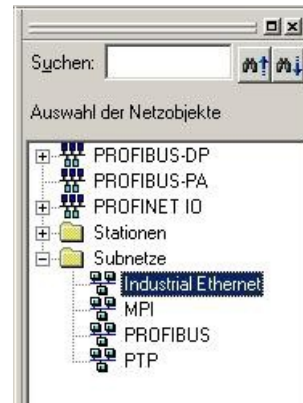 Suchen:
Auswahl der Netzobjekte
PROFIBUS-DP
PROFIBUS-PA
PROFINET IO
Stationen
Subnetze
Industrial Ethernet
MPI
PROFIBUS
PTP